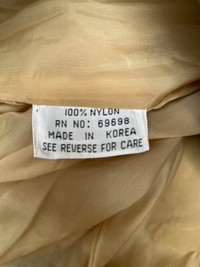 100% NYLON
RN NO: 69698
MADE IN KOREA
SEE REVERSE FOR CARE